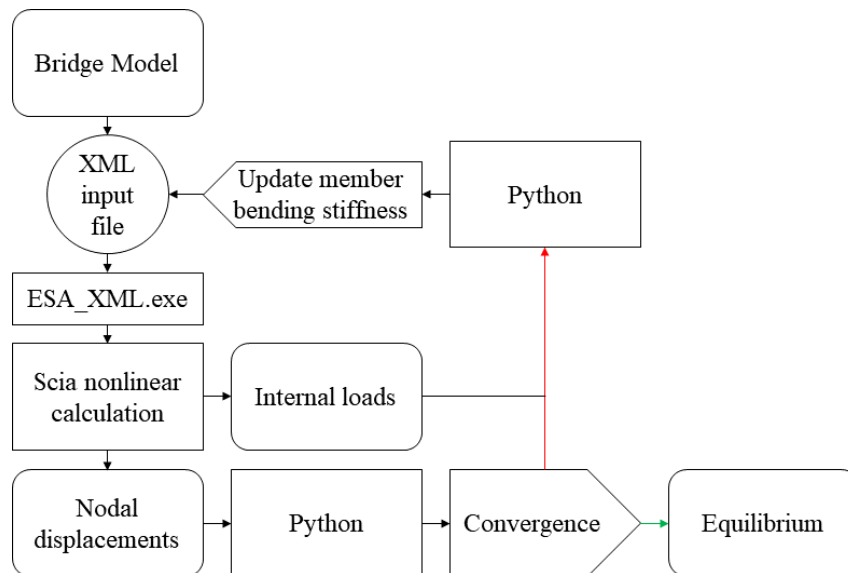 Bridge Model
XML
input
file
Update member
bending stiffness
Python
ESA_XML.exe
Scia nonlinear
calculation
Internal loads
Nodal
displacements
Python
Convergence
Equilibrium